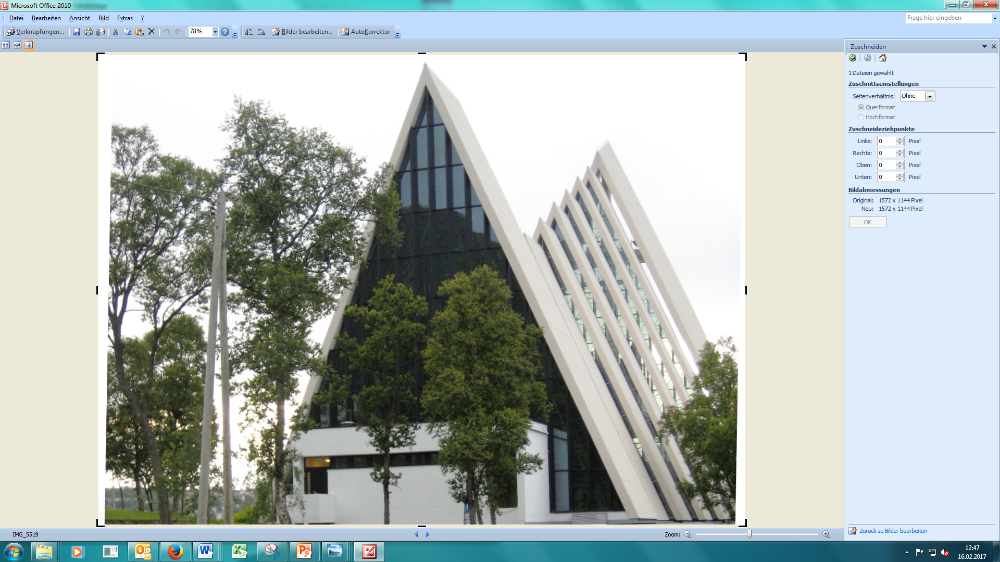 Microsoft Office 2010
Datei Bearbeiten Ansicht Bild Extras ?
Frage hier eingeben
Verknüpfungen... 78% Bilder bearbeiten... AutoKorrektur
Zuschneiden
1 Dateien gewählt
Zuschnittseinstellungen
Seitenverhältnis: Ohne
Querformat
Hochformat
Zuschneideziehpunkte
Links: 0 Pixel
Rechts: 0 Pixel
Oben: 0 Pixel
Unten: 0 Pixel
Bildabmessungen
Original: 1572 x 1144 Pixel
Neu: 1572 x 1144 Pixel
OK
Zurück zu Bilder bearbeiten
IMG_5519
Zoom:
12:47
16.02.2017